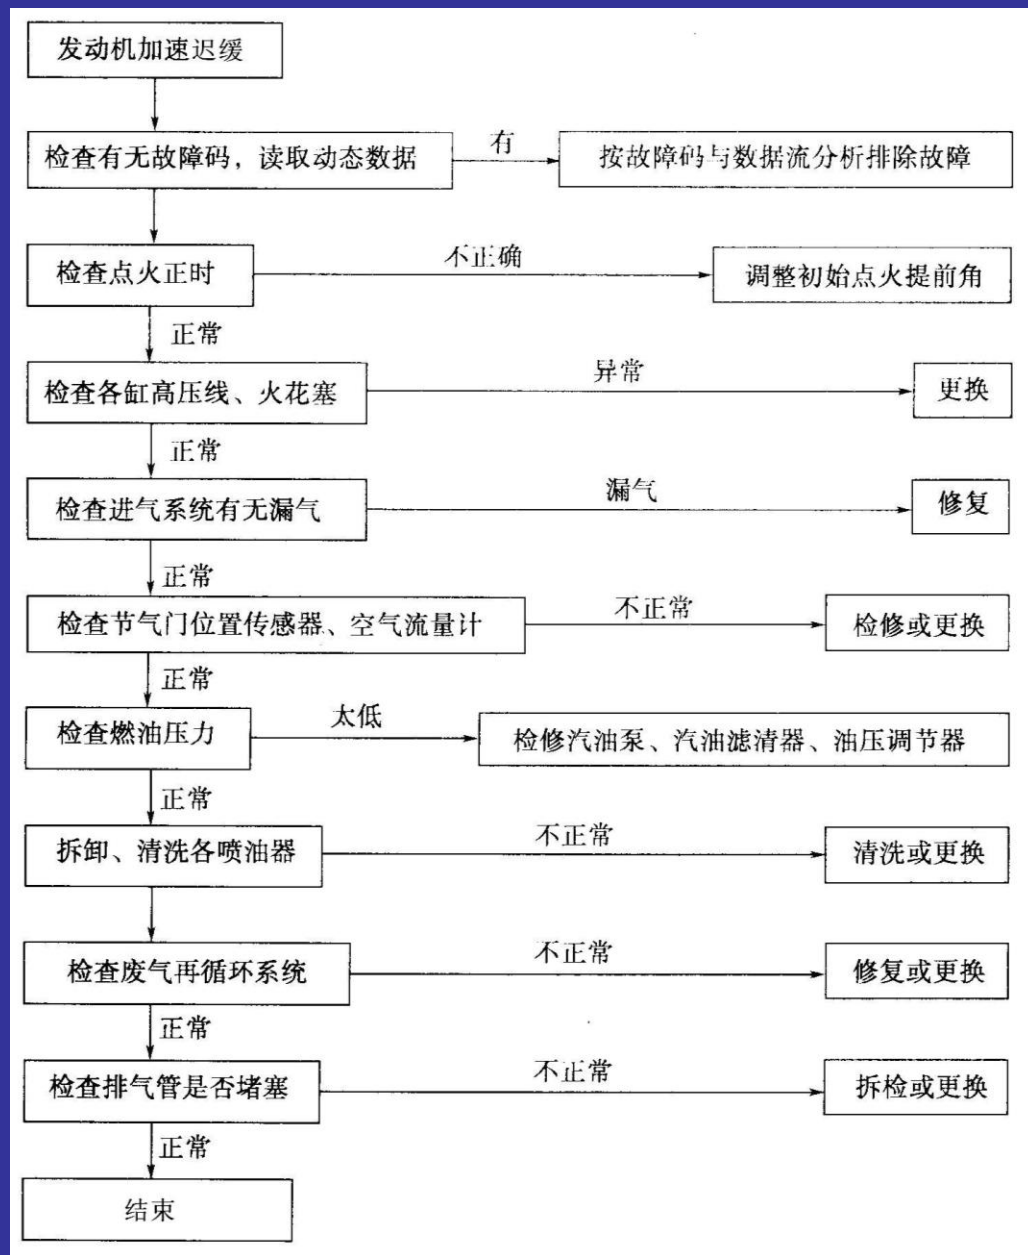 发动机加速迟缓
检查有无故障码，读取动态数据
有
按故障码与数据流分析排除故障
检查点火正时
不正确
调整初始点火提前角
正常
检查各缸高压线、火花塞
异常
更换
正常
检查进气系统有无漏气
漏气
修复
正常
检查节气门位置传感器、空气流量计
不正常
检修或更换
正常
检查燃油压力
太低
检修汽油泵、汽油滤清器、油压调节器
正常
拆卸、清洗各喷油器
不正常
清洗或更换
检查废气再循环系统
不正常
修复或更换
正常
检查排气管是否堵塞
不正常
拆检或更换
正常
结束